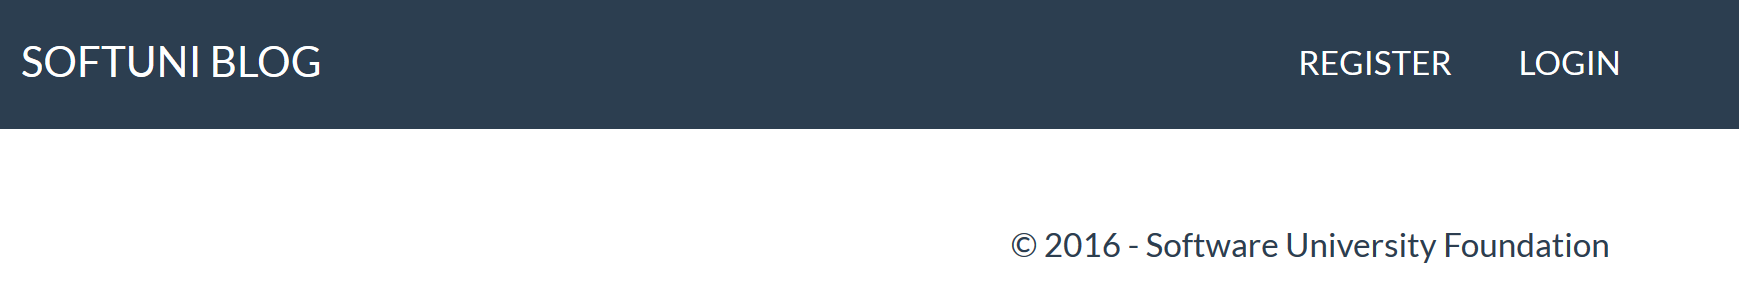 SOFTUNI BLOG REGISTER LOGIN
© 2016 - Software University Foundation